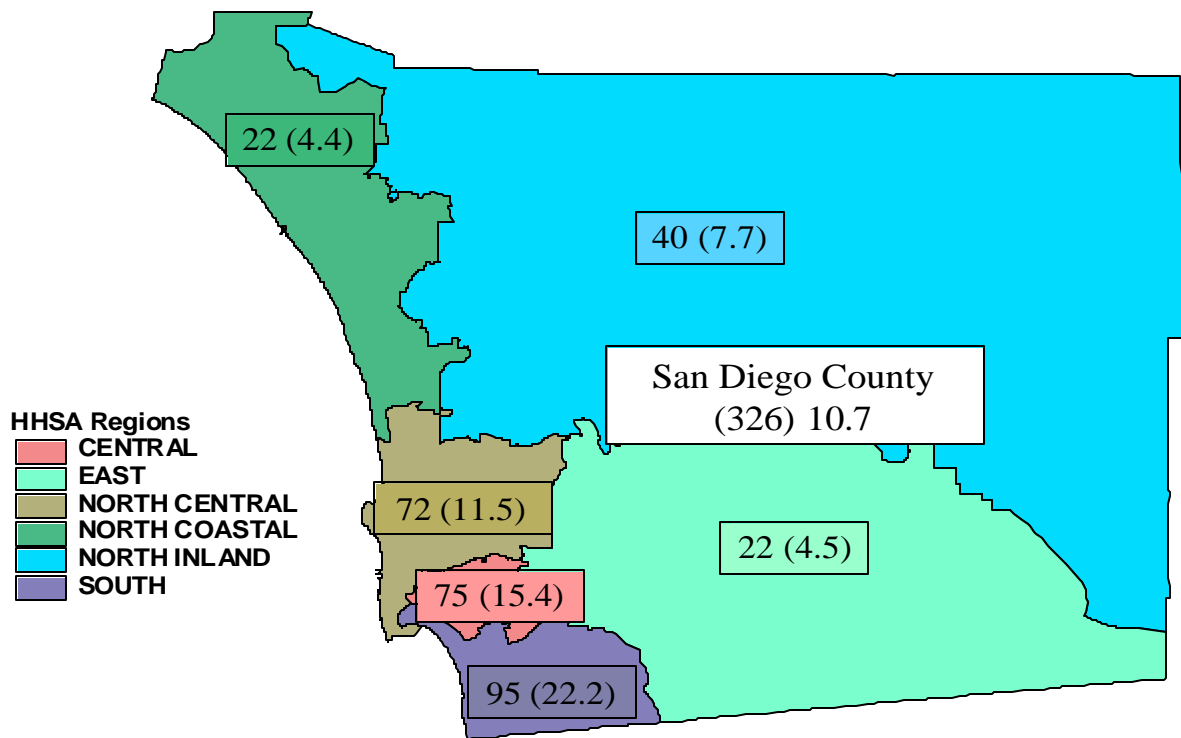 22 (4.4)
40 (7.7)
San Diego County
(326) 10.7
HHSA Regions
CENTRAL
EAST
NORTH CENTRAL
NORTH COASTAL
NORTH INLAND
SOUTH
72 (11.5)
22 (4.5)
75 (15.4)
95 (22.2)